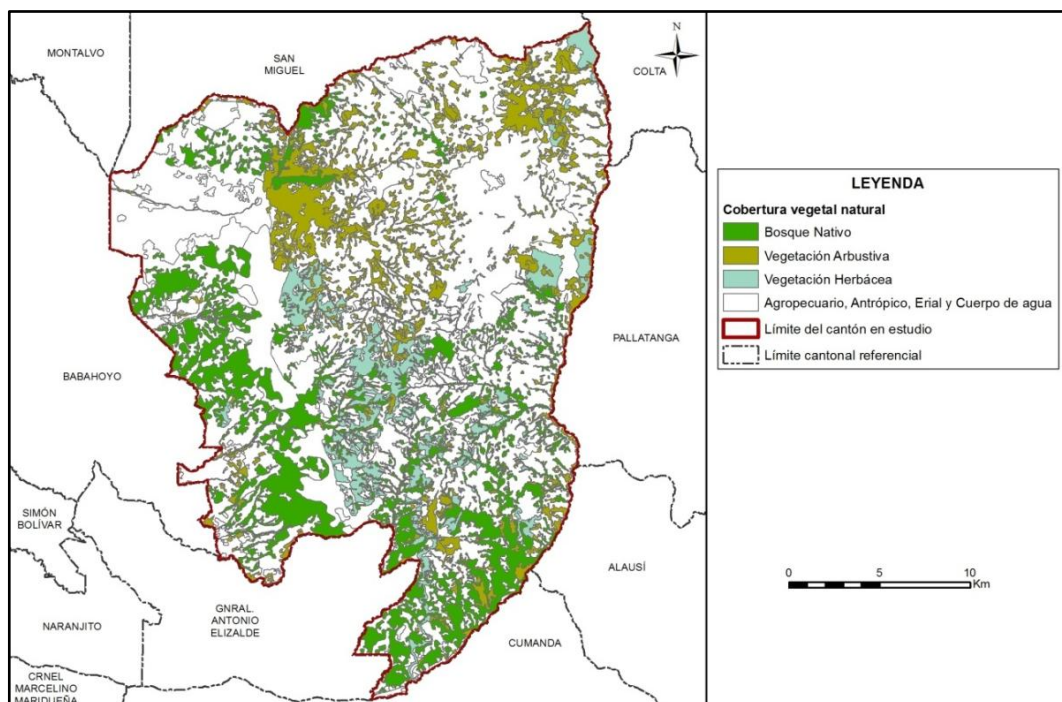 MONTALVO
SAN
MIGUEL
N
COLTA
PALLATANGA
BABAHOYO
SIMÓN
BOLÍVAR
ALAUSÍ
NARANJITO
GNRAL.
ANTONIO
ELIZALDE
CUMANDA
CRNEL
MARCELINO
MARIDUEÑA
LEYENDA
Cobertura vegetal natural
Bosque Nativo
Vegetación Arbustiva
Vegetación Herbácea
Agropecuario, Antrópico, Erial y Cuerpo de agua
Límite del cantón en estudio
Límite cantonal referencial
0 5 10
Km